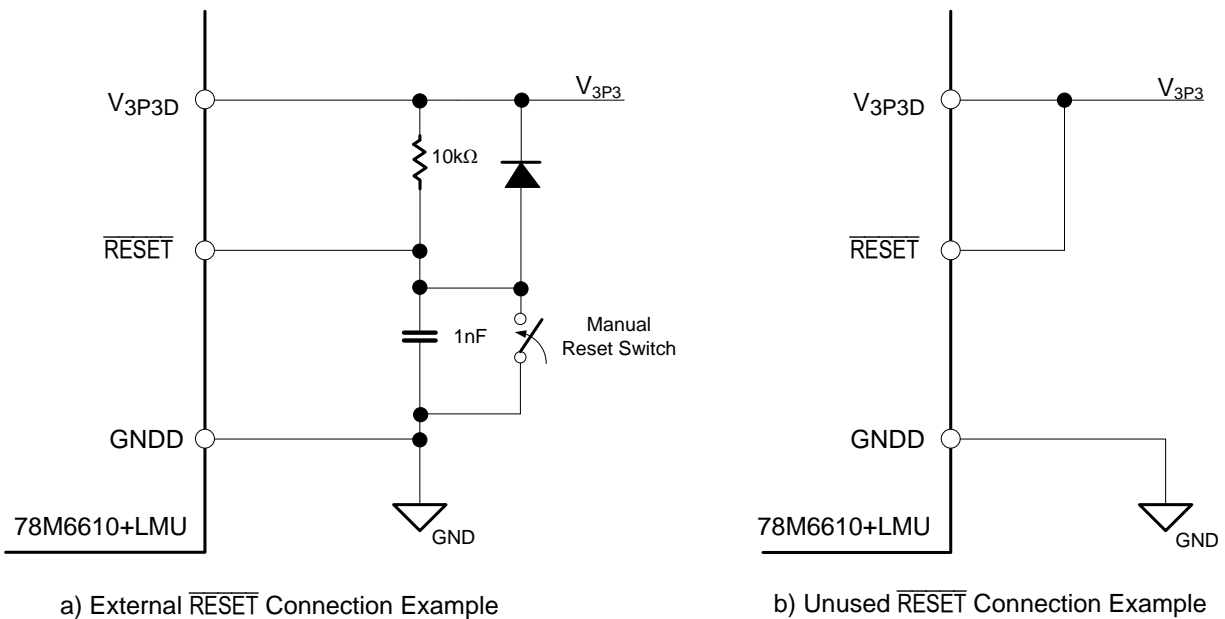 V3P3D
V3P3
10kΩ
RESET
1nF
Manual
Reset Switch
GNDD
78M6610+LMU
GND
a) External RESET Connection Example
V3P3D
V3P3
RESET
GNDD
78M6610+LMU
GND
b) Unused RESET Connection Example